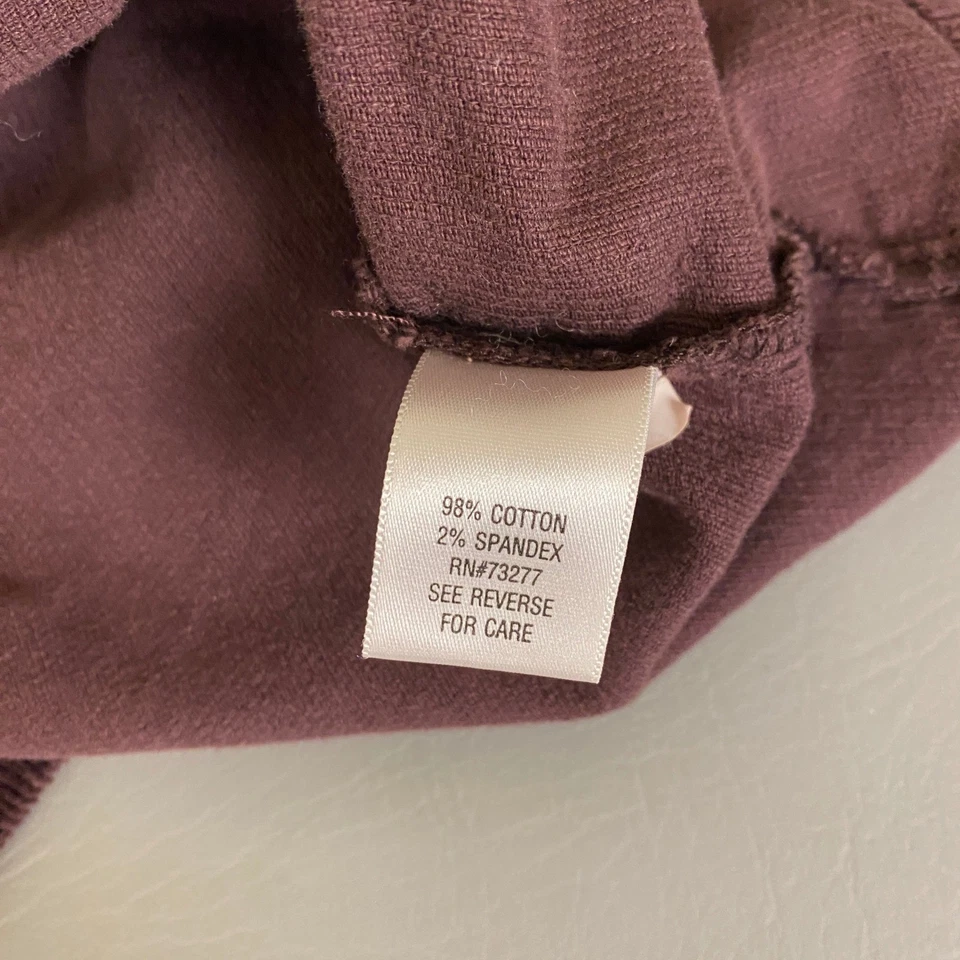 98% COTTON
2% SPANDEX
RN#73277
SEE REVERSE
FOR CARE